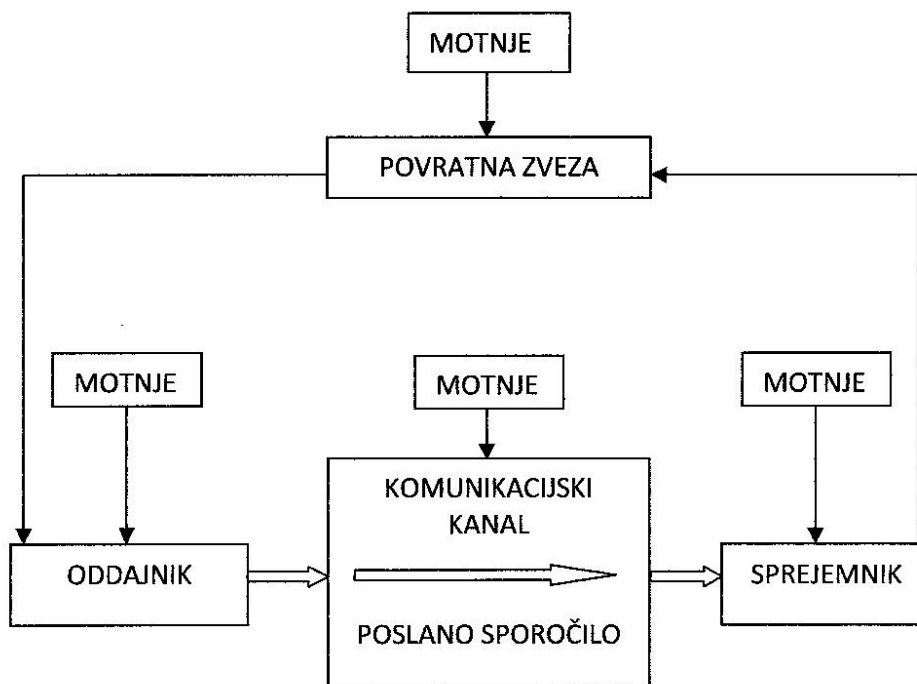 MOTNJE
POVRATNA ZVEZA
MOTNJE
MOTNJE
MOTNJE
KOMUNIKACIJSKI
KANAL
ODDAJNIK
SPREJEMNIK
POSLANO SPOROČILO